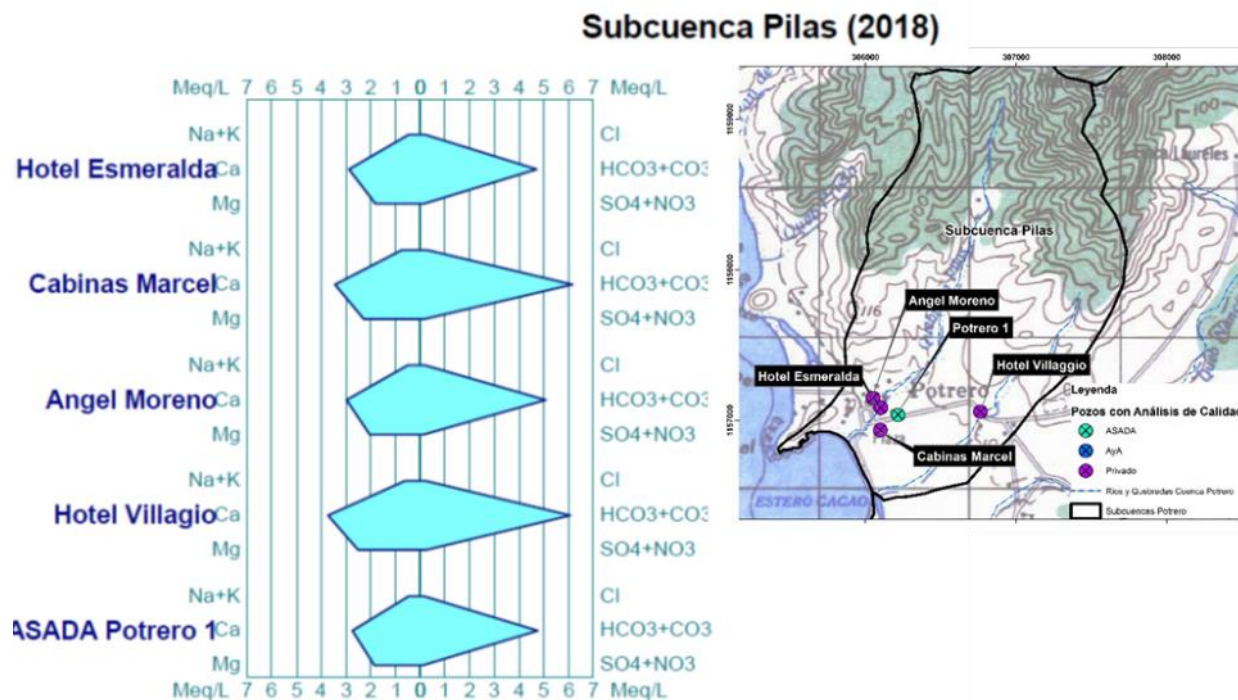 Subcuenca Pilas (2018)
Meq/L 7 6 5 4 3 2 1 0 1 2 3 4 5 6 7 Meq/L
Na+K Cl
Hotel Esmeralda Ca HCO3+CO3
Mg SO4+NO3
Na+K Cl
Cabinas Marcel Ca HCO3+CO3
Mg SO4+NO3
Na+K Cl
Angel Moreno Ca HCO3+CO3
Mg SO4+NO3
Na+K Cl
Hotel Villagio Ca HCO3+CO3
Mg SO4+NO3
Na+K Cl
ASADA Potrero 1 Ca HCO3+CO3
Mg SO4+NO3
Meq/L 7 6 5 4 3 2 1 0 1 2 3 4 5 6 7 Meq/L
306000 307000 308000
1159000
100
Subcuenca Pilas
1158000
116
Angel Moreno
Potrero 1
Hotel Villaggio
Hotel Esmeralda
Potrero
1157000
Cabinas Marcel
ESTERO CAGAO
Leyenda
Pozos con Análisis de Calidad
ASADA
AyA
Privado
Ríos y Quebradas Cuenca Potrero
Subcuencas Potrero